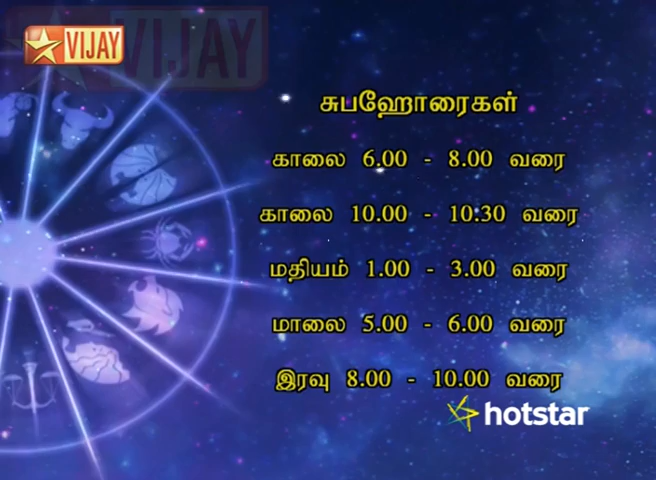 VIJAY
VIJAY
சுபஹோரைகள்
காலை 6.00 - 8.00 வரை
காலை 10.00 - 10:30 வரை
மதியம் 1.00 - 3.00 வரை
மாலை 5.00 - 6.00 வரை
இரவு 8.00 - 10.00 வரை
hotstar